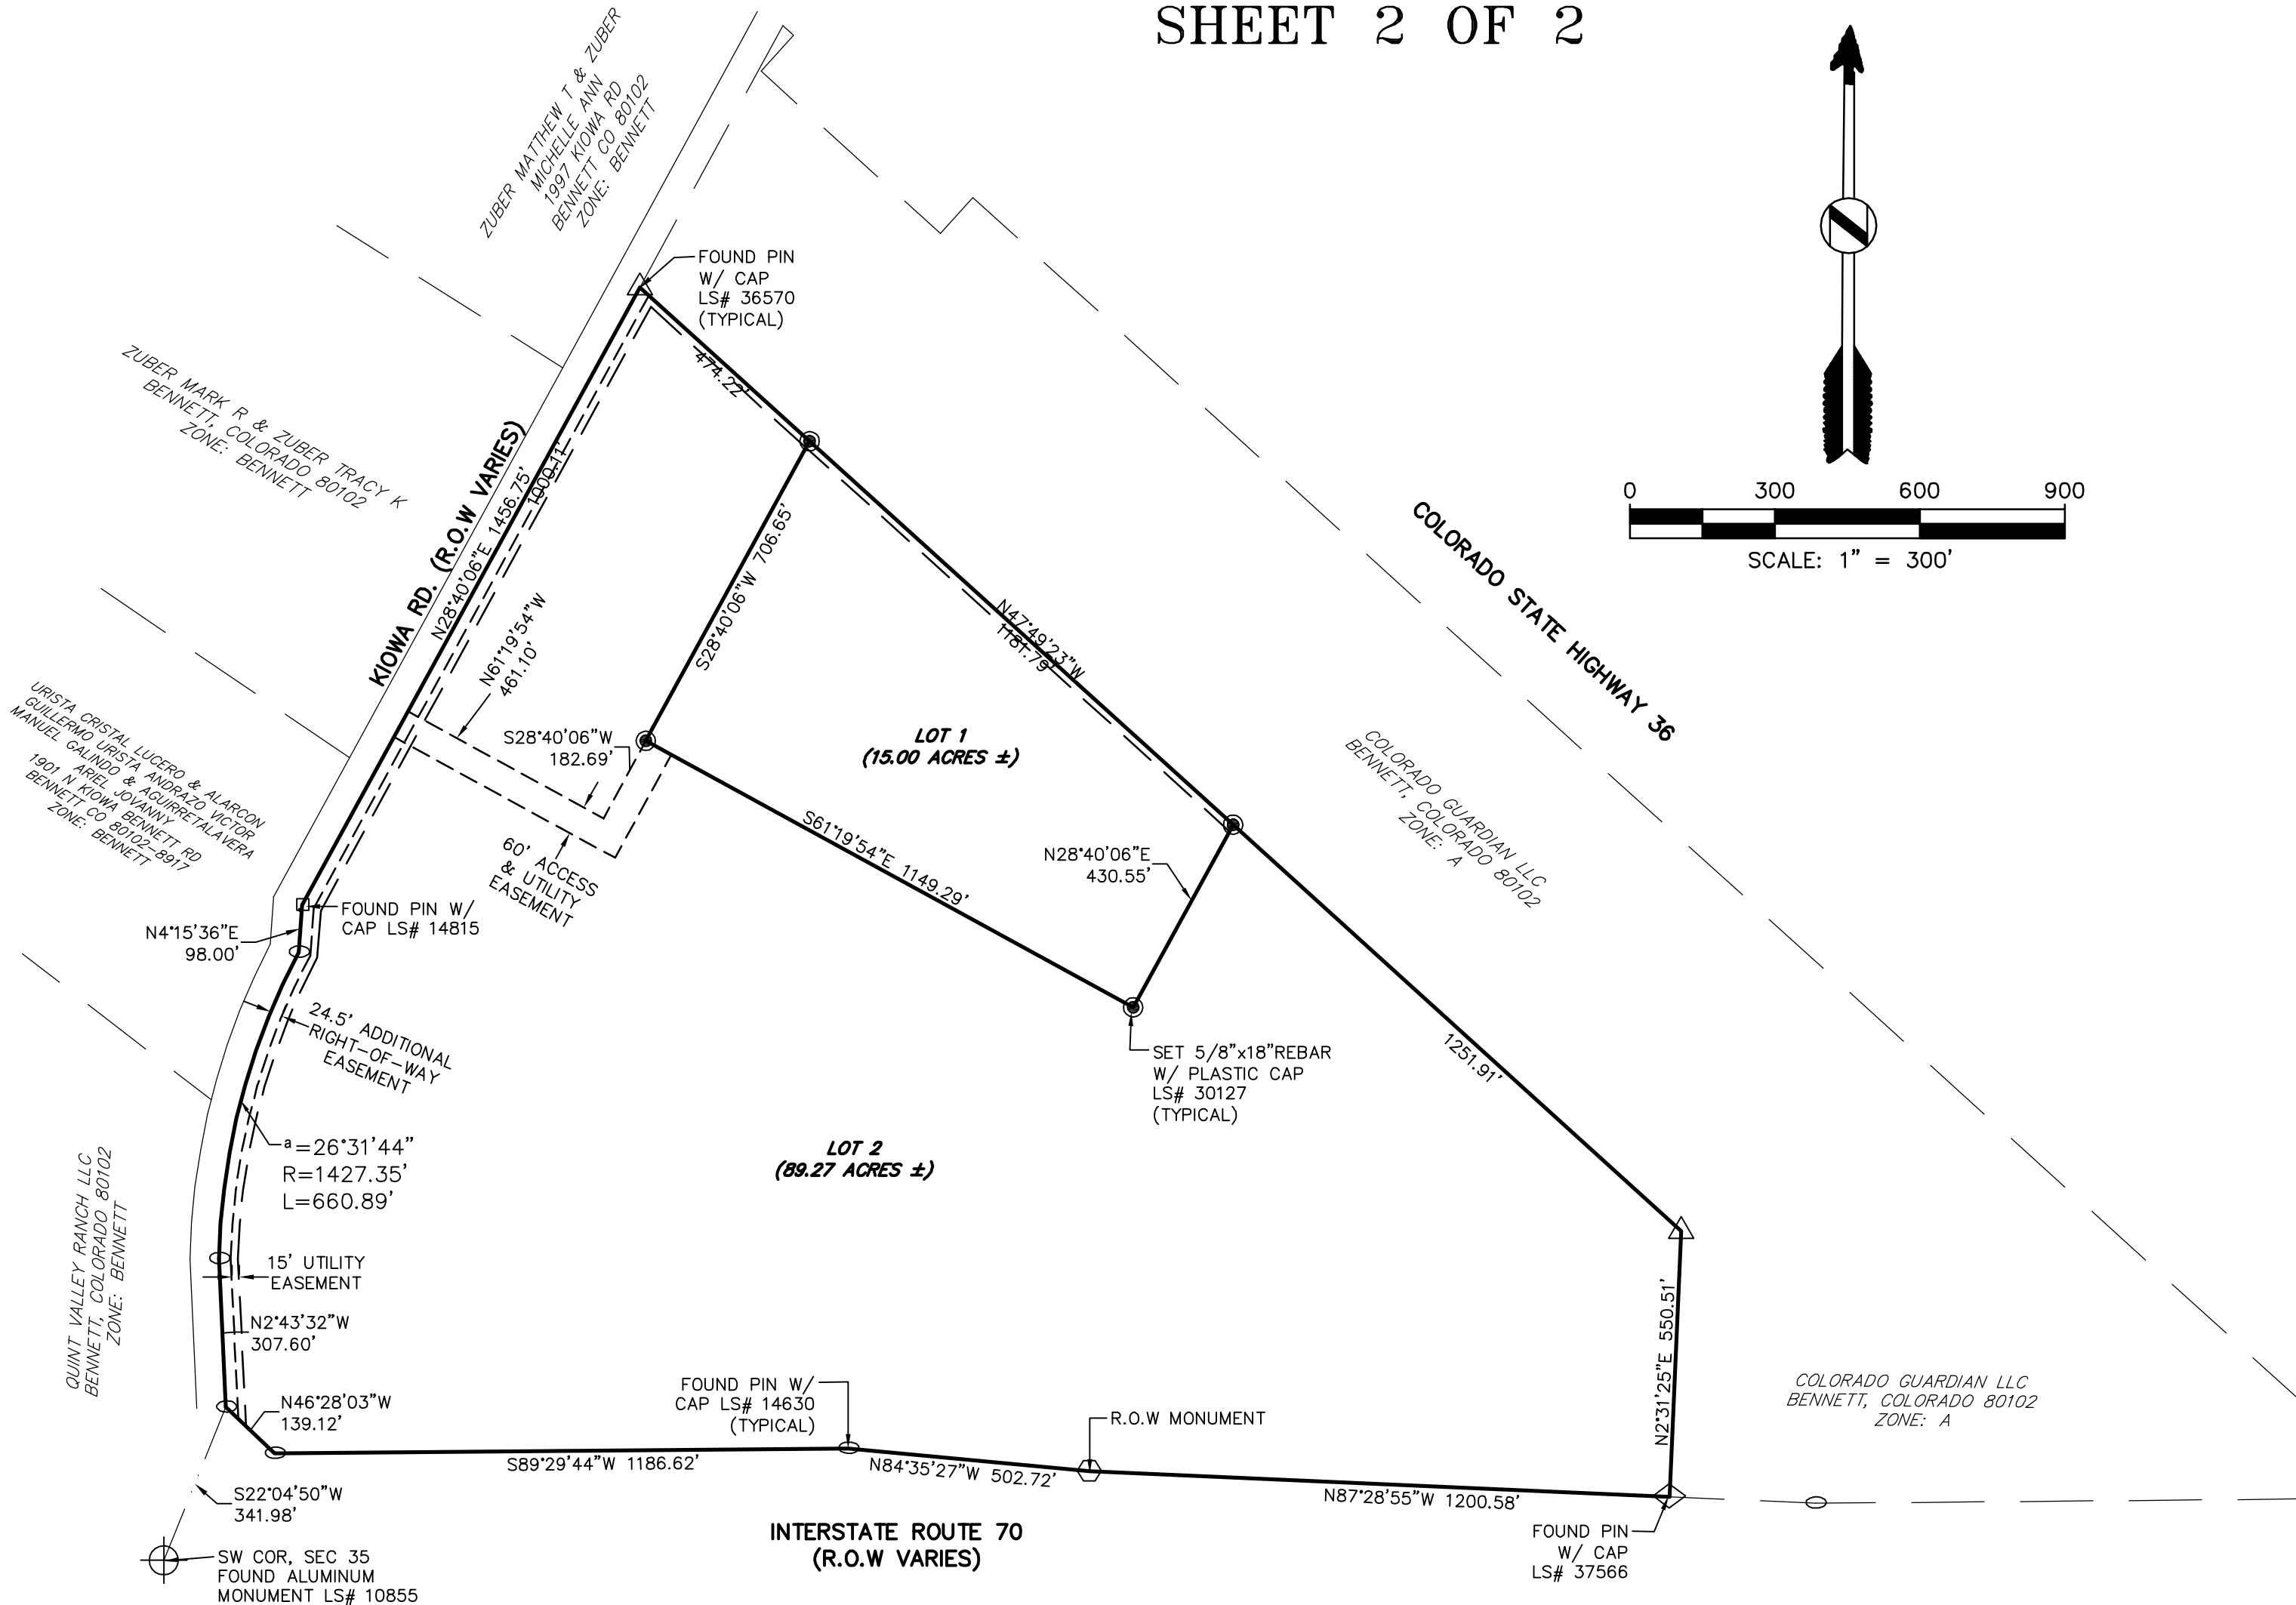 SHEET 2 OF 2
ZUBER MATTHEW T & ZUBER
MICHELLE ANN
1997 KIOWA RD
BENNETT CO 80102
ZONE: BENNETT
FOUND PIN
W/ CAP
LS# 36570
(TYPICAL)
474.22'
ZUBER MARK R & ZUBER TRACY K
BENNETT, COLORADO 80102
ZONE: BENNETT
KIOWA RD. (R.O.W VARIES)
N28°40'06"E 1456.75'
1009.11'
0 300 600 900
SCALE: 1" = 300'
COLORADO STATE HIGHWAY 36
S28°40'06"W 706.65'
N61°19'54"W
461.10'
N47°49'23"W
1181.79'
S28°40'06"W
182.69'
LOT 1
(15.00 ACRES ±)
URISTA CRISTAL LUCERO & ALARCON
GUILLERMO URISTA ANDRAZO VICTOR
MANUEL GALINDO & AGUIRRETALAVERA
ARIEL JOVANNY
1901 N KIOWA BENNETT RD
BENNETT CO 80102-8917
ZONE: BENNETT
COLORADO GUARDIAN LLC
BENNETT, COLORADO 80102
ZONE: A
S61°19'54"E 1149.29'
N28°40'06"E
430.55'
60' ACCESS
& UTILITY
EASEMENT
FOUND PIN W/
CAP LS# 14815
N4°15'36"E
98.00'
24.5' ADDITIONAL
RIGHT-OF-WAY
EASEMENT
SET 5/8"x18"REBAR
W/ PLASTIC CAP
LS# 30127
(TYPICAL)
1251.91'
a=26°31'44"
R=1427.35'
L=660.89'
LOT 2
(89.27 ACRES ±)
QUINT VALLEY RANCH LLC
BENNETT, COLORADO 80102
ZONE: BENNETT
15' UTILITY
EASEMENT
N2°43'32"W
307.60'
N2°31'25"E 550.51'
N46°28'03"W
139.12'
FOUND PIN W/
CAP LS# 14630
(TYPICAL)
R.O.W MONUMENT
COLORADO GUARDIAN LLC
BENNETT, COLORADO 80102
ZONE: A
S89°29'44"W 1186.62'
N84°35'27"W 502.72'
N87°28'55"W 1200.58'
S22°04'50"W
341.98'
INTERSTATE ROUTE 70
(R.O.W VARIES)
FOUND PIN
W/ CAP
LS# 37566
SW COR, SEC 35
FOUND ALUMINUM
MONUMENT LS# 10855